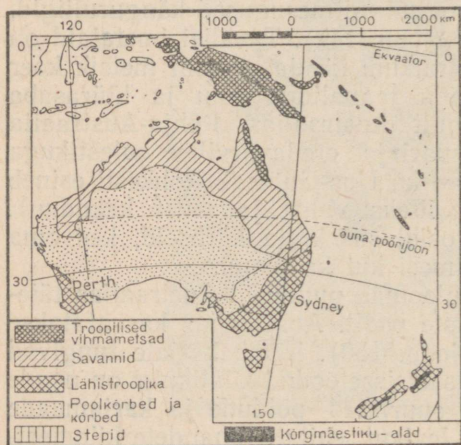 120
1000 0 1000 2000 km
0
Ekvaator
0
Lõuna pöörijoon
30
Perth
Sydney
30
150
Troopilised
vihmametsad
Savannid
Lähistroopika
Poolkõrbed ja
kõrbed
Stepid
Kõrgmäestiku-alad